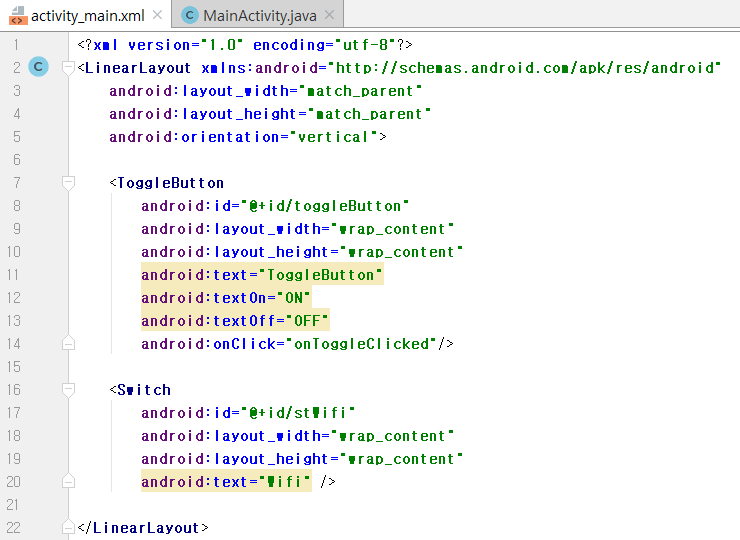 activity_main.xml MainActivity.java
1 <?xml version="1.0" encoding="utf-8"?>
2 C <LinearLayout xmlns:android="http://schemas.android.com/apk/res/android"
3 android:layout_width="match_parent"
4 android:layout_height="match_parent"
5 android:orientation="vertical">
6
7 <ToggleButton
8 android:id="@+id/toggleButton"
9 android:layout_width="wrap_content"
10 android:layout_height="wrap_content"
11 android:text="ToggleButton"
12 android:textOn="ON"
13 android:textOff="OFF"
14 android:onClick="onToggleClicked"/>
15
16 <Switch
17 android:id="@+id/stWifi"
18 android:layout_width="wrap_content"
19 android:layout_height="wrap_content"
20 android:text="Wifi" />
21
22 </LinearLayout>